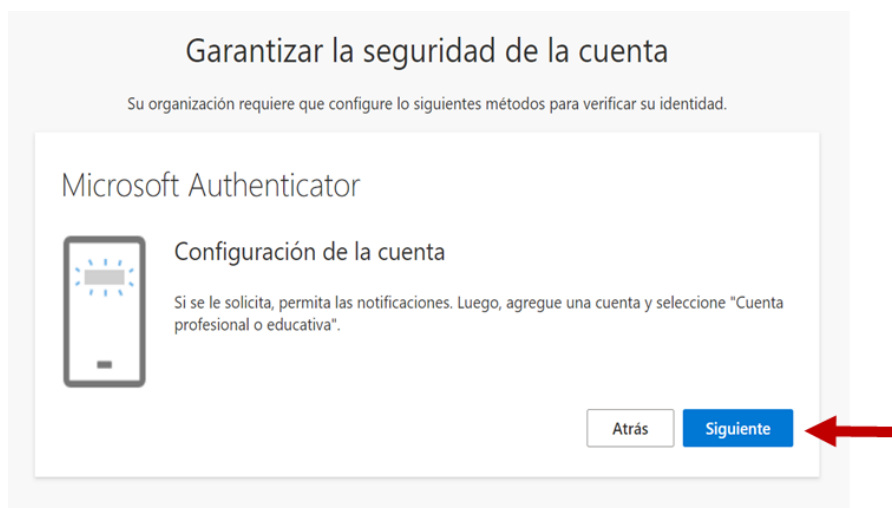 Garantizar la seguridad de la cuenta
Su organización requiere que configure lo siguientes métodos para verificar su identidad.
Microsoft Authenticator
Configuración de la cuenta
Si se le solicita, permita las notificaciones. Luego, agregue una cuenta y seleccione "Cuenta
profesional o educativa".
Atrás
Siguiente